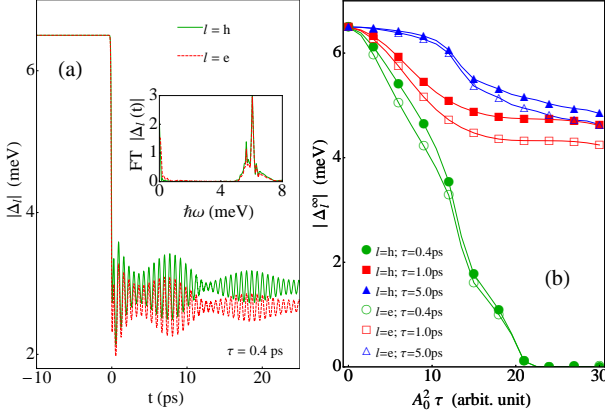 (a)
l = h
l = e
|Δl| (meV)
6
4
2
FT |Δl(t)|
3
2
1
0
0 4 8
ħω (meV)
τ = 0.4 ps
−10 0 10 20
t (ps)
|Δl∞| (meV)
6
4
2
0
l=h; τ=0.4ps
l=h; τ=1.0ps
l=h; τ=5.0ps
l=e; τ=0.4ps
l=e; τ=1.0ps
l=e; τ=5.0ps
(b)
0 10 20 30
A₀² τ (arbit. unit)